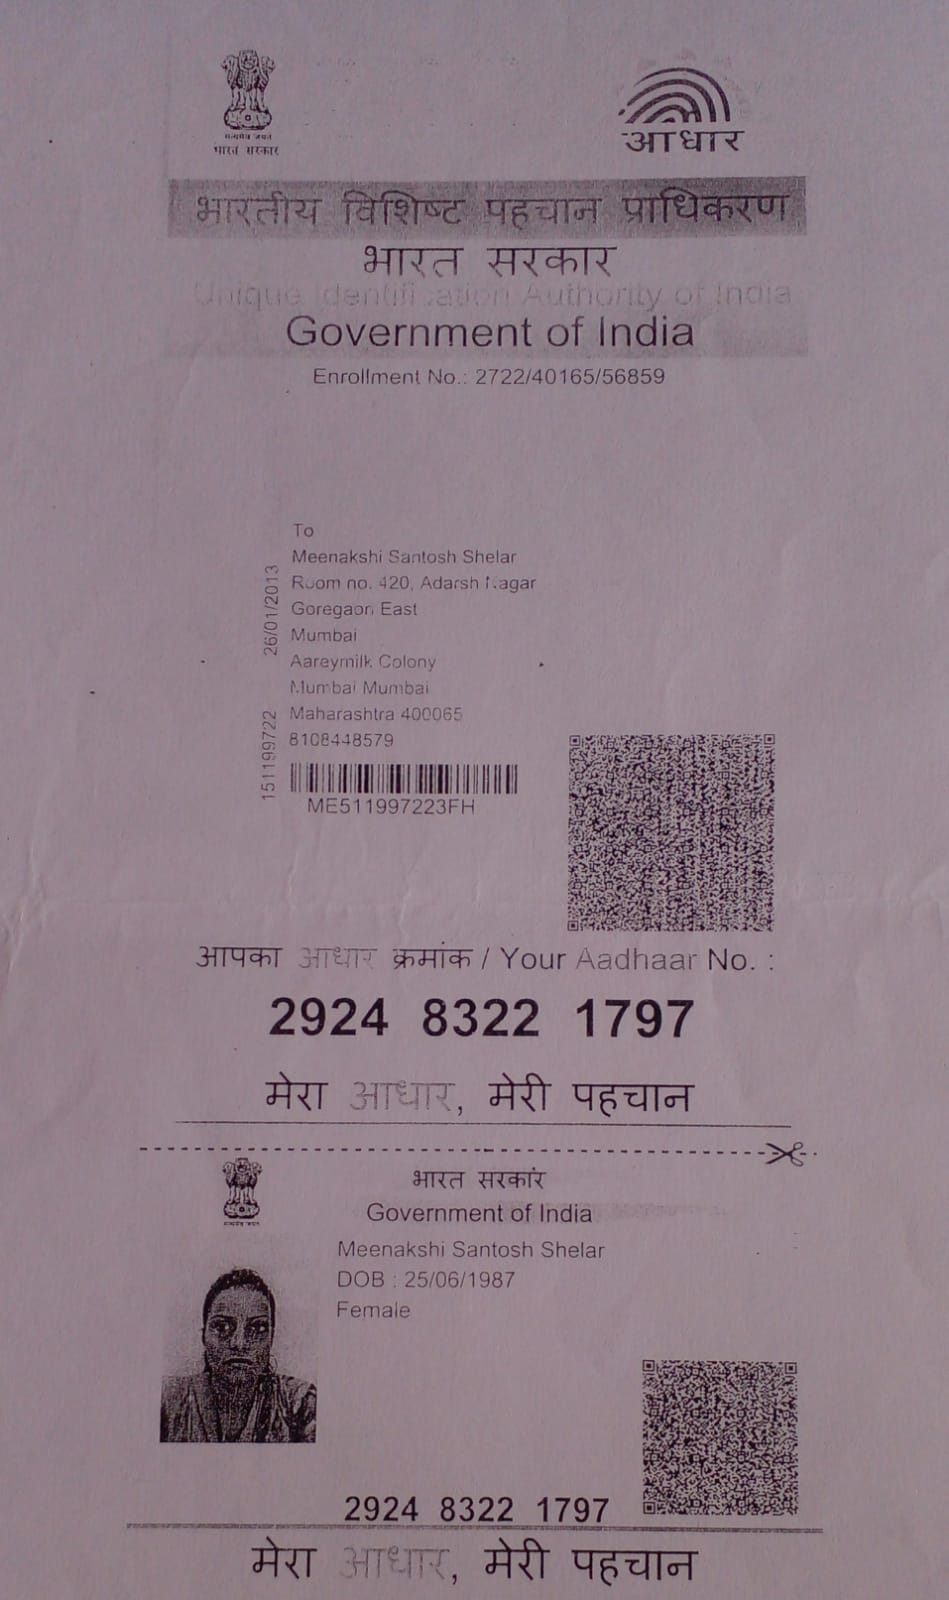 सत्यमेव जयते
भारत सरकार
आधार
भारतीय विशिष्ट पहचान प्राधिकरण
भारत सरकार
Unique Identification Authority of India
Government of India
Enrollment No.: 2722/40165/56859
To
Meenakshi Santosh Shelar
Room no. 420, Adarsh Nagar
Goregaon East
Mumbai
Aareymilk Colony
Mumbai Mumbai
Maharashtra 400065
8108448579
26/01/2013
151199722
ME511997223FH
आपका आधार क्रमांक / Your Aadhaar No. :
2924 8322 1797
मेरा आधार, मेरी पहचान
सत्यमेव जयते
भारत सरकार
Government of India
Meenakshi Santosh Shelar
DOB : 25/06/1987
Female
2924 8322 1797
मेरा आधार, मेरी पहचान